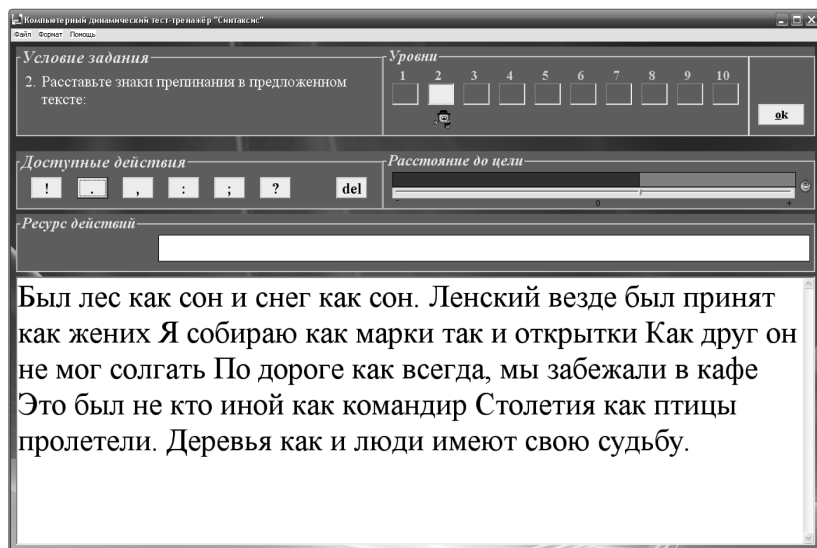 Компьютерный динамический тест-тренажёр "Синтаксис"
Файл Формат Помощь
Условие задания
2. Расставьте знаки препинания в предложенном
тексте:
Уровни
1 2 3 4 5 6 7 8 9 10
ok
Доступные действия
! . , : ; ? del
Расстояние до цели
- 0 +
Ресурс действий
Был лес как сон и снег как сон. Ленский везде был принят
как жених Я собираю как марки так и открытки Как друг он
не мог солгать По дороге как всегда, мы забежали в кафе
Это был не кто иной как командир Столетия как птицы
пролетели. Деревья как и люди имеют свою судьбу.